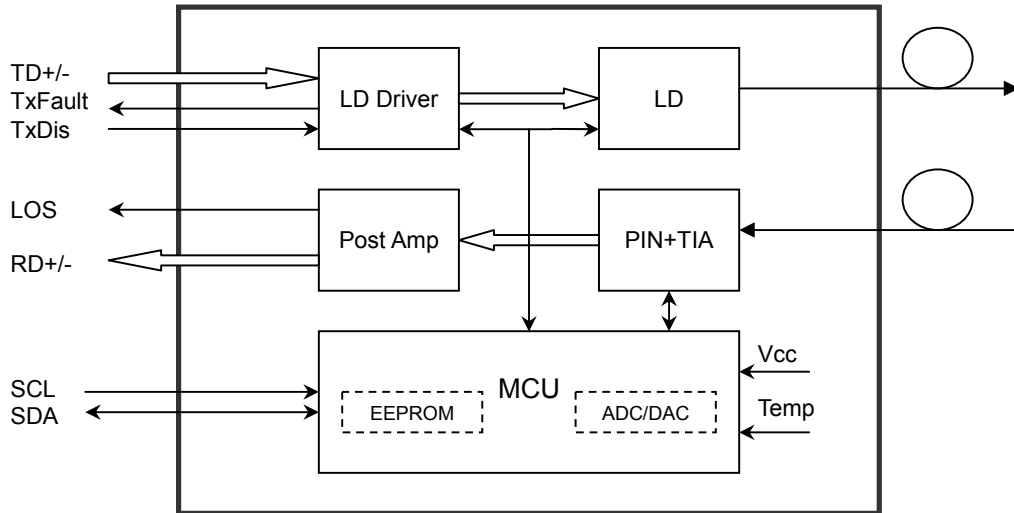 TD+/-
TxFault
TxDis
LD Driver
LD
LOS
RD+/-
Post Amp
PIN+TIA
SCL
SDA
MCU
EEPROM
ADC/DAC
Vcc
Temp